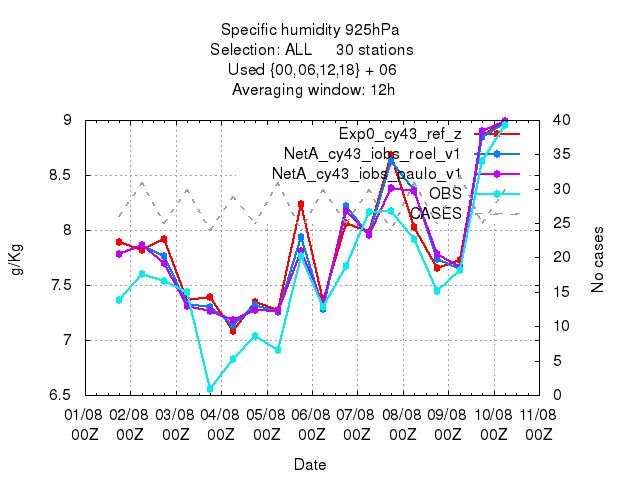 Specific humidity 925hPa
Selection: ALL 30 stations
Used {00,06,12,18} + 06
Averaging window: 12h
Exp0_cy43_ref_z
NetA_cy43_iobs_roel_v1
NetA_cy43_iobs_paulo_v1
OBS
CASES
9
8.5
8
7.5
7
6.5
g/Kg
40
35
30
25
20
15
10
5
0
No cases
01/08 02/08 03/08 04/08 05/08 06/08 07/08 08/08 09/08 10/08 11/08
00Z 00Z 00Z 00Z 00Z 00Z 00Z 00Z 00Z 00Z 00Z
Date